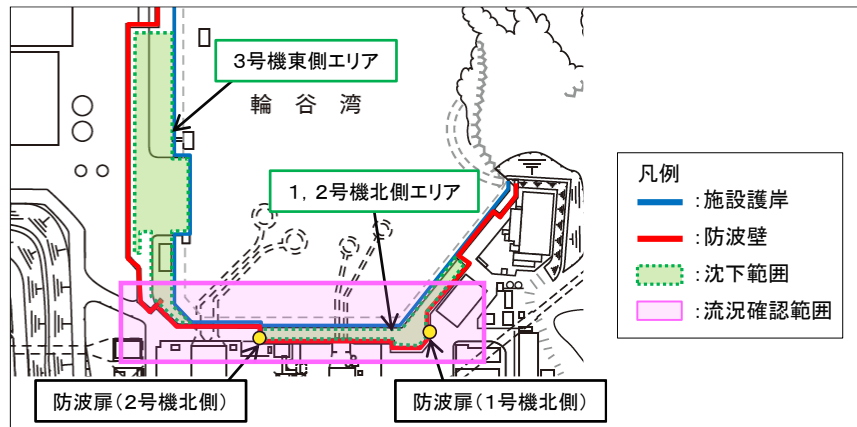 3号機東側エリア
輪谷湾
1,2号機北側エリア
防波扉(2号機北側)
防波扉(1号機北側)
凡例
:施設護岸
:防波壁
:沈下範囲
:流況確認範囲